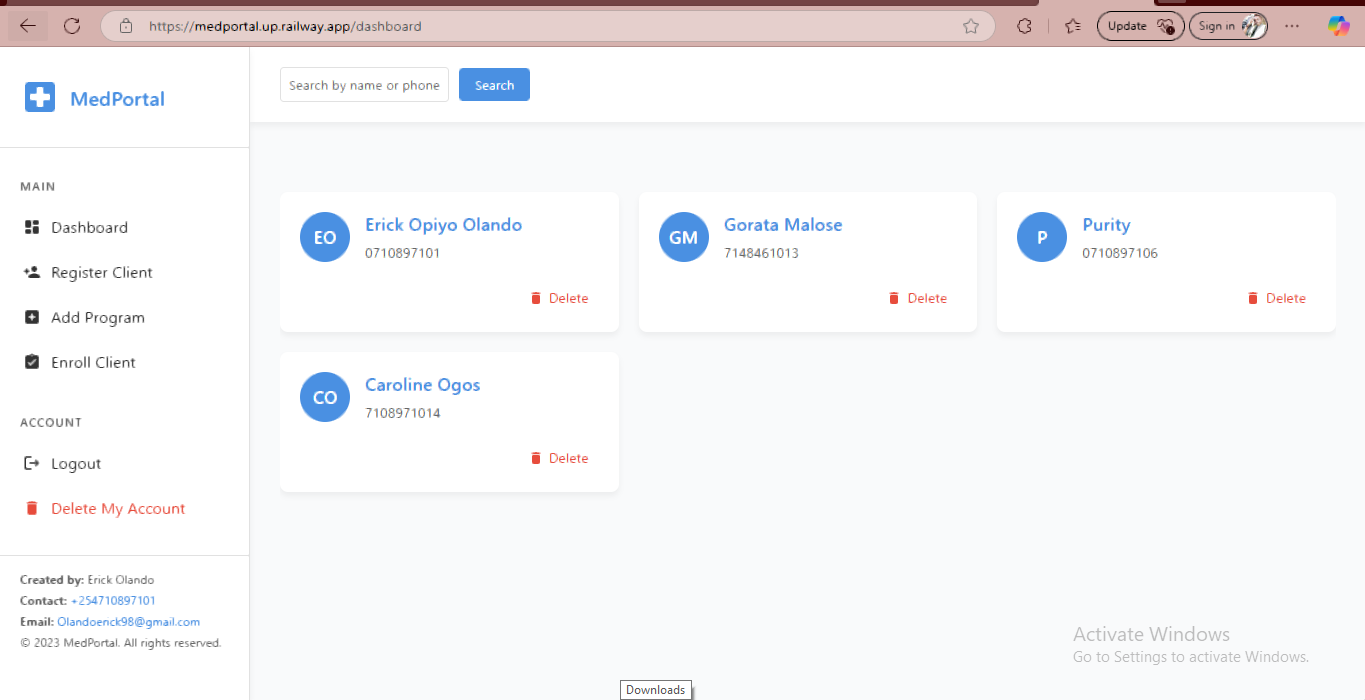 https://medportal.up.railway.app/dashboard
Update
Sign in
MedPortal
Search by name or phone
Search
MAIN
Dashboard
Register Client
Add Program
Enroll Client
ACCOUNT
Logout
Delete My Account
Created by: Erick Olando
Contact: +254710897101
Email: Olandoerick98@gmail.com
© 2023 MedPortal. All rights reserved.
EO
Erick Opiyo Olando
0710897101
Delete
GM
Gorata Malose
7148461013
Delete
P
Purity
0710897106
Delete
CO
Caroline Ogos
7108971014
Delete
Activate Windows
Go to Settings to activate Windows.
Downloads